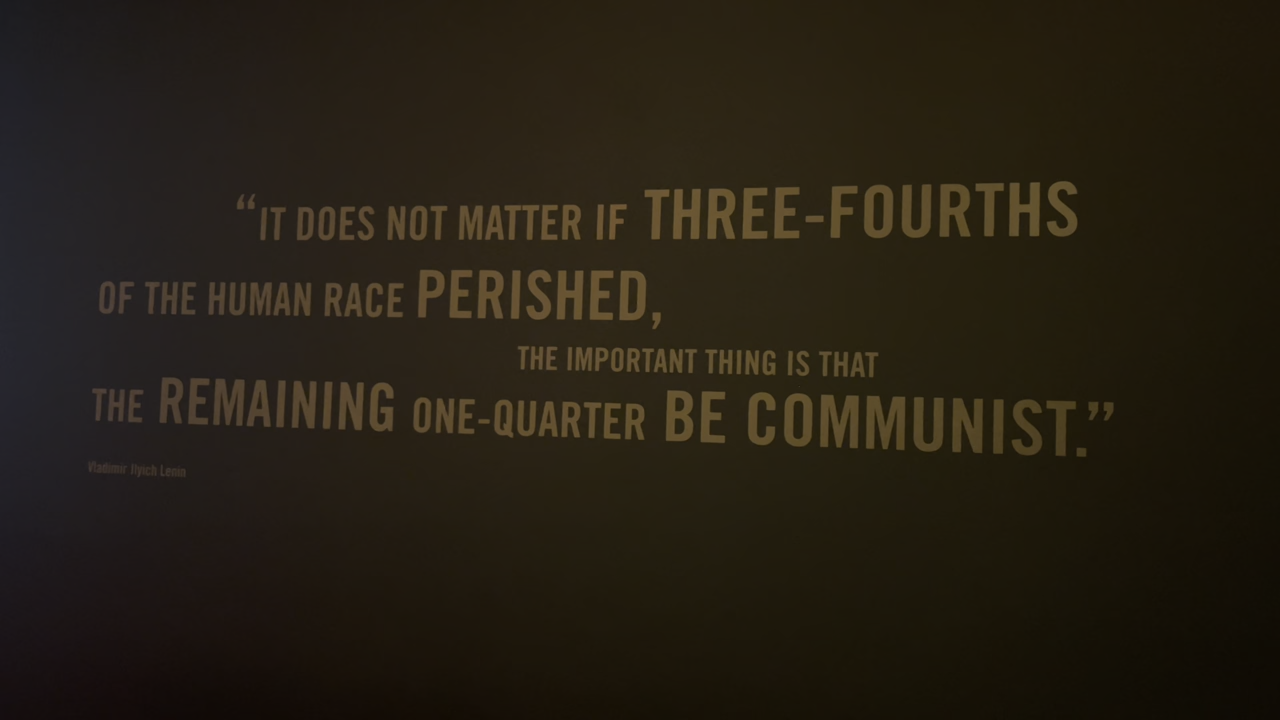 “IT DOES NOT MATTER IF THREE-FOURTHS
OF THE HUMAN RACE PERISHED,
THE IMPORTANT THING IS THAT
THE REMAINING ONE-QUARTER BE COMMUNIST.”
Vladimir Ilyich Lenin